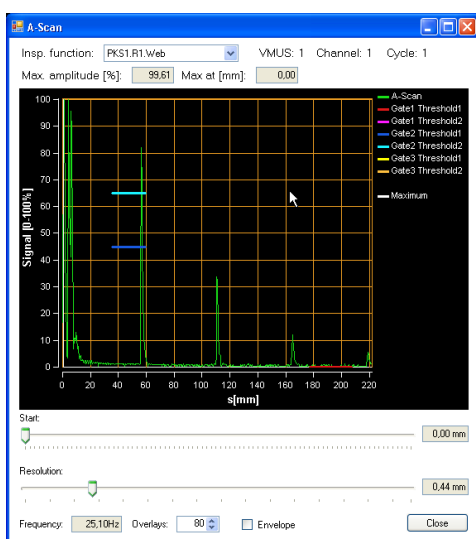 A-Scan
Insp. function: PKS1.R1.Web VMUS: 1 Channel: 1 Cycle: 1
Max. amplitude [%]: 99,61 Max at [mm]: 0,00
100
90
80
70
60
50
40
30
20
10
0
Signal [0-100%]
0 20 40 60 80 100 120 140 160 180 200 220
s[mm]
A-Scan
Gate1 Threshold1
Gate1 Threshold2
Gate2 Threshold1
Gate2 Threshold2
Gate3 Threshold1
Gate3 Threshold2
Maximum
Start:
0,00 mm
Resolution:
0,44 mm
Frequency: 25,10Hz Overlays: 80 Envelope Close